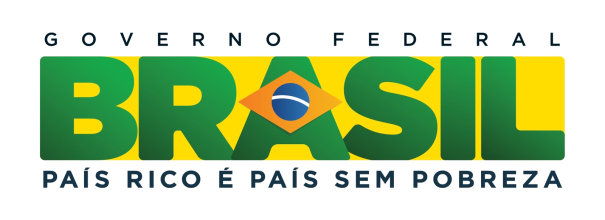 GOVERNO FEDERAL
BRASIL
PAÍS RICO É PAÍS SEM POBREZA